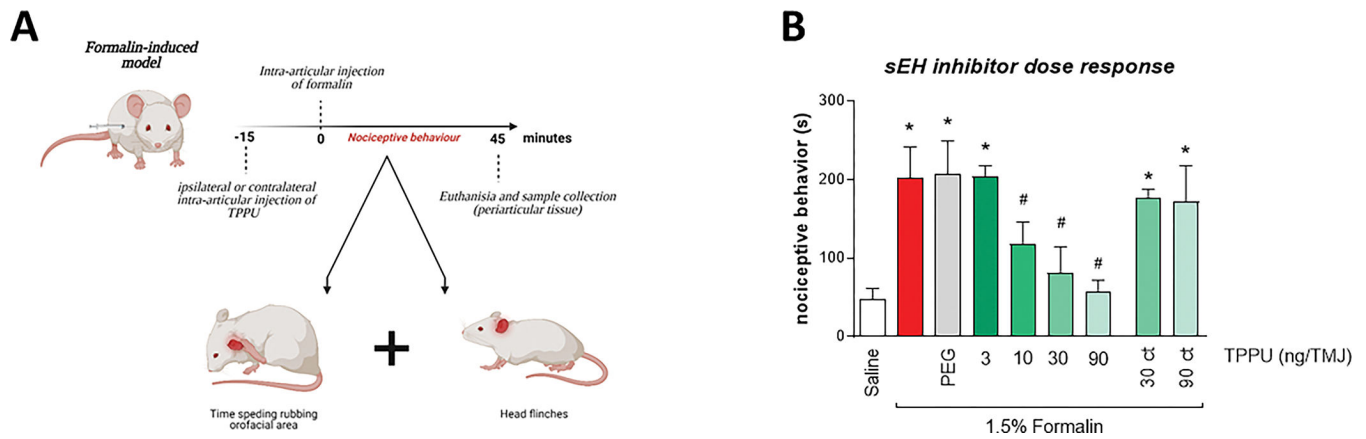 A
Formalin-induced
model
Intra-articular injection
of formalin
-15
0
Nociceptive behaviour
45
minutes
ipsilateral or contralateral
intra-articular injection of
TPPU
Euthanisia and sample collection
(periarticular tissue)
+
Time speding rubbing
orofacial area
Head flinches
B
sEH inhibitor dose response
nociceptive behavior (s)
300
200
100
0
* * * # # # * *
Saline
PEG
3
10
30
90
30 ct
90 ct
TPPU (ng/TMJ)
1.5% Formalin